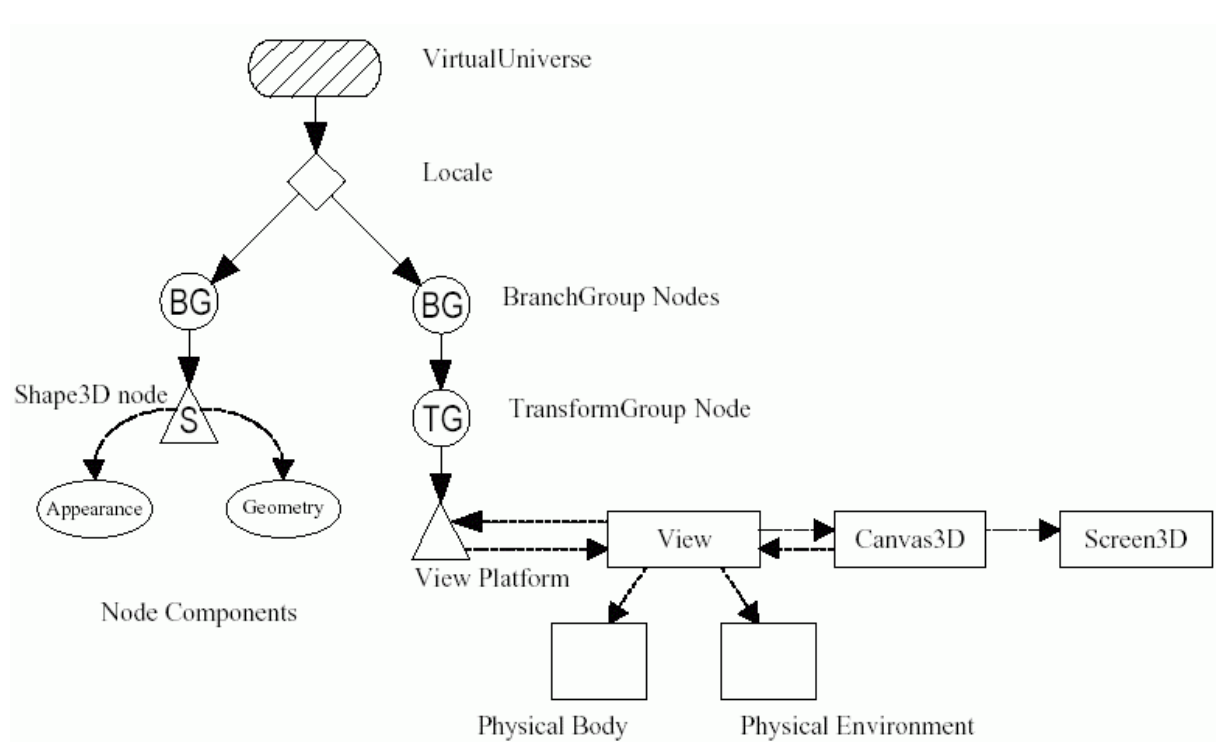 VirtualUniverse
Locale
BG
BG
BranchGroup Nodes
Shape3D node
S
TG
TransformGroup Node
Appearance
Geometry
View
Canvas3D
Screen3D
View Platform
Node Components
Physical Body
Physical Environment